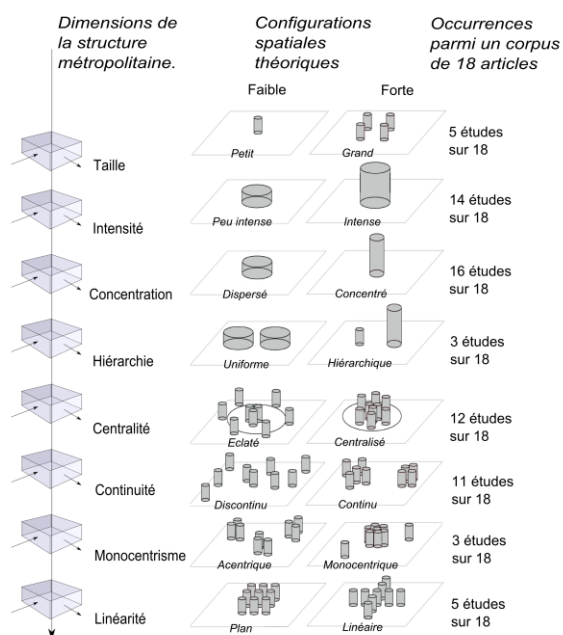 Dimensions de
la structure
métropolitaine.
Configurations
spatiales
théoriques
Occurrences
parmi un corpus
de 18 articles
Faible
Forte
Taille
Petit
Grand
5 études
sur 18
Intensité
Peu intense
Intense
14 études
sur 18
Concentration
Dispersé
Concentré
16 études
sur 18
Hiérarchie
Uniforme
Hiérarchique
3 études
sur 18
Centralité
Eclaté
Centralisé
12 études
sur 18
Continuité
Discontinu
Continu
11 études
sur 18
Monocentrisme
Acentrique
Monocentrique
3 études
sur 18
Linéarité
Plan
Linéaire
5 études
sur 18